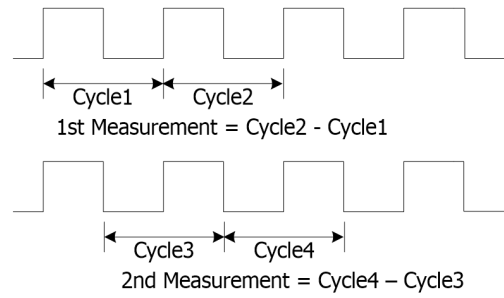 Cycle1 Cycle2
1st Measurement = Cycle2 - Cycle1
Cycle3 Cycle4
2nd Measurement = Cycle4 – Cycle3